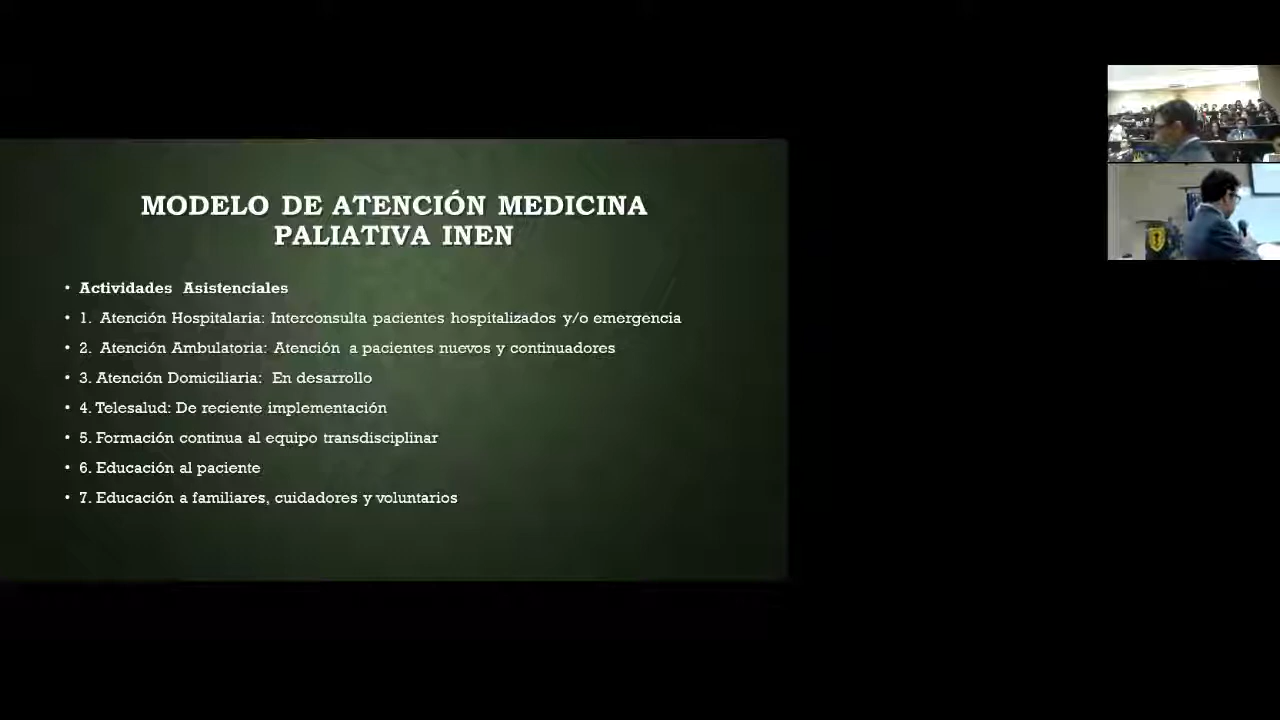 MODELO DE ATENCIÓN MEDICINA
PALIATIVA INEN
• Actividades Asistenciales
• 1. Atención Hospitalaria: Interconsulta pacientes hospitalizados y/o emergencia
• 2. Atención Ambulatoria: Atención a pacientes nuevos y continuadores
• 3. Atención Domiciliaria: En desarrollo
• 4. Telesalud: De reciente implementación
• 5. Formación continua al equipo transdisciplinar
• 6. Educación al paciente
• 7. Educación a familiares, cuidadores y voluntarios